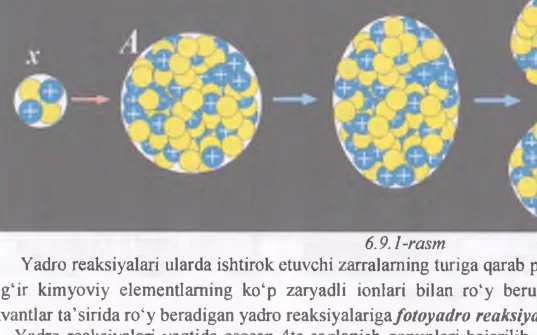 x
A
6.9.1-rasm
Yadro reaksiyalari ularda ishtirok etuvchi zarralarning turiga qarab
g‘ir kimyoviy elementlarning ko‘p zaryadli ionlari bilan ro‘y beru
vantlar ta’sirida ro‘y beradigan yadro reaksiyalariga fotoyadro reaksiya